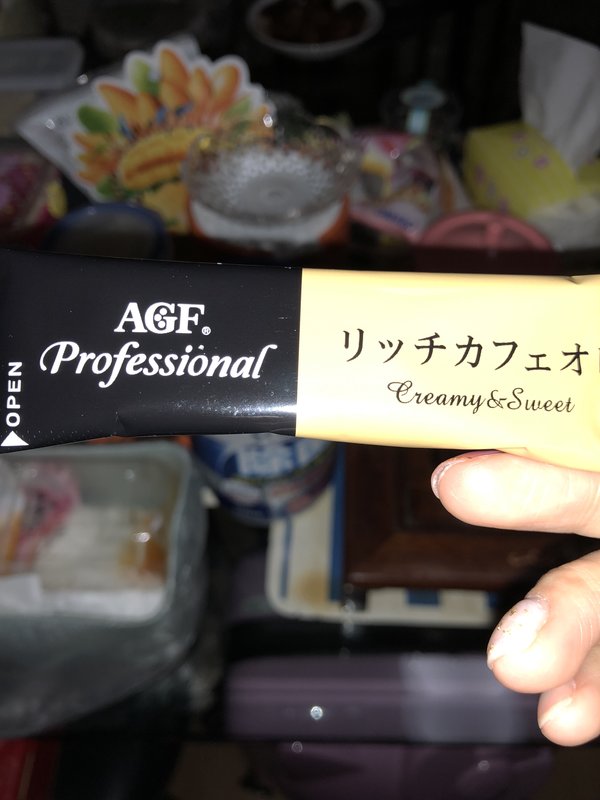 AGF®
Professional
OPEN
リッチカフェオ
Creamy&Sweet